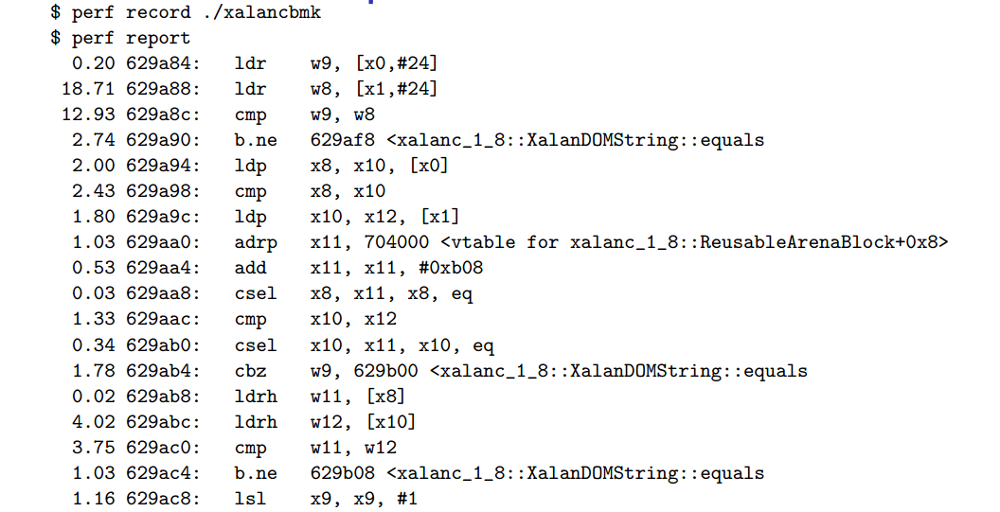 $ perf record ./xalancbmk
$ perf report
0.20 629a84: ldr w9, [x0,#24]
18.71 629a88: ldr w8, [x1,#24]
12.93 629a8c: cmp w9, w8
2.74 629a90: b.ne 629af8 <xalanc_1_8::XalanDOMString::equals
2.00 629a94: ldp x8, x10, [x0]
2.43 629a98: cmp x8, x10
1.80 629a9c: ldp x10, x12, [x1]
1.03 629aa0: adrp x11, 704000 <vtable for xalanc_1_8::ReusableArenaBlock+0x8>
0.53 629aa4: add x11, x11, #0xb08
0.03 629aa8: csel x8, x11, x8, eq
1.33 629aac: cmp x10, x12
0.34 629ab0: csel x10, x11, x10, eq
1.78 629ab4: cbz w9, 629b00 <xalanc_1_8::XalanDOMString::equals
0.02 629ab8: ldrh w11, [x8]
4.02 629abc: ldrh w12, [x10]
3.75 629ac0: cmp w11, w12
1.03 629ac4: b.ne 629b08 <xalanc_1_8::XalanDOMString::equals
1.16 629ac8: lsl x9, x9, #1